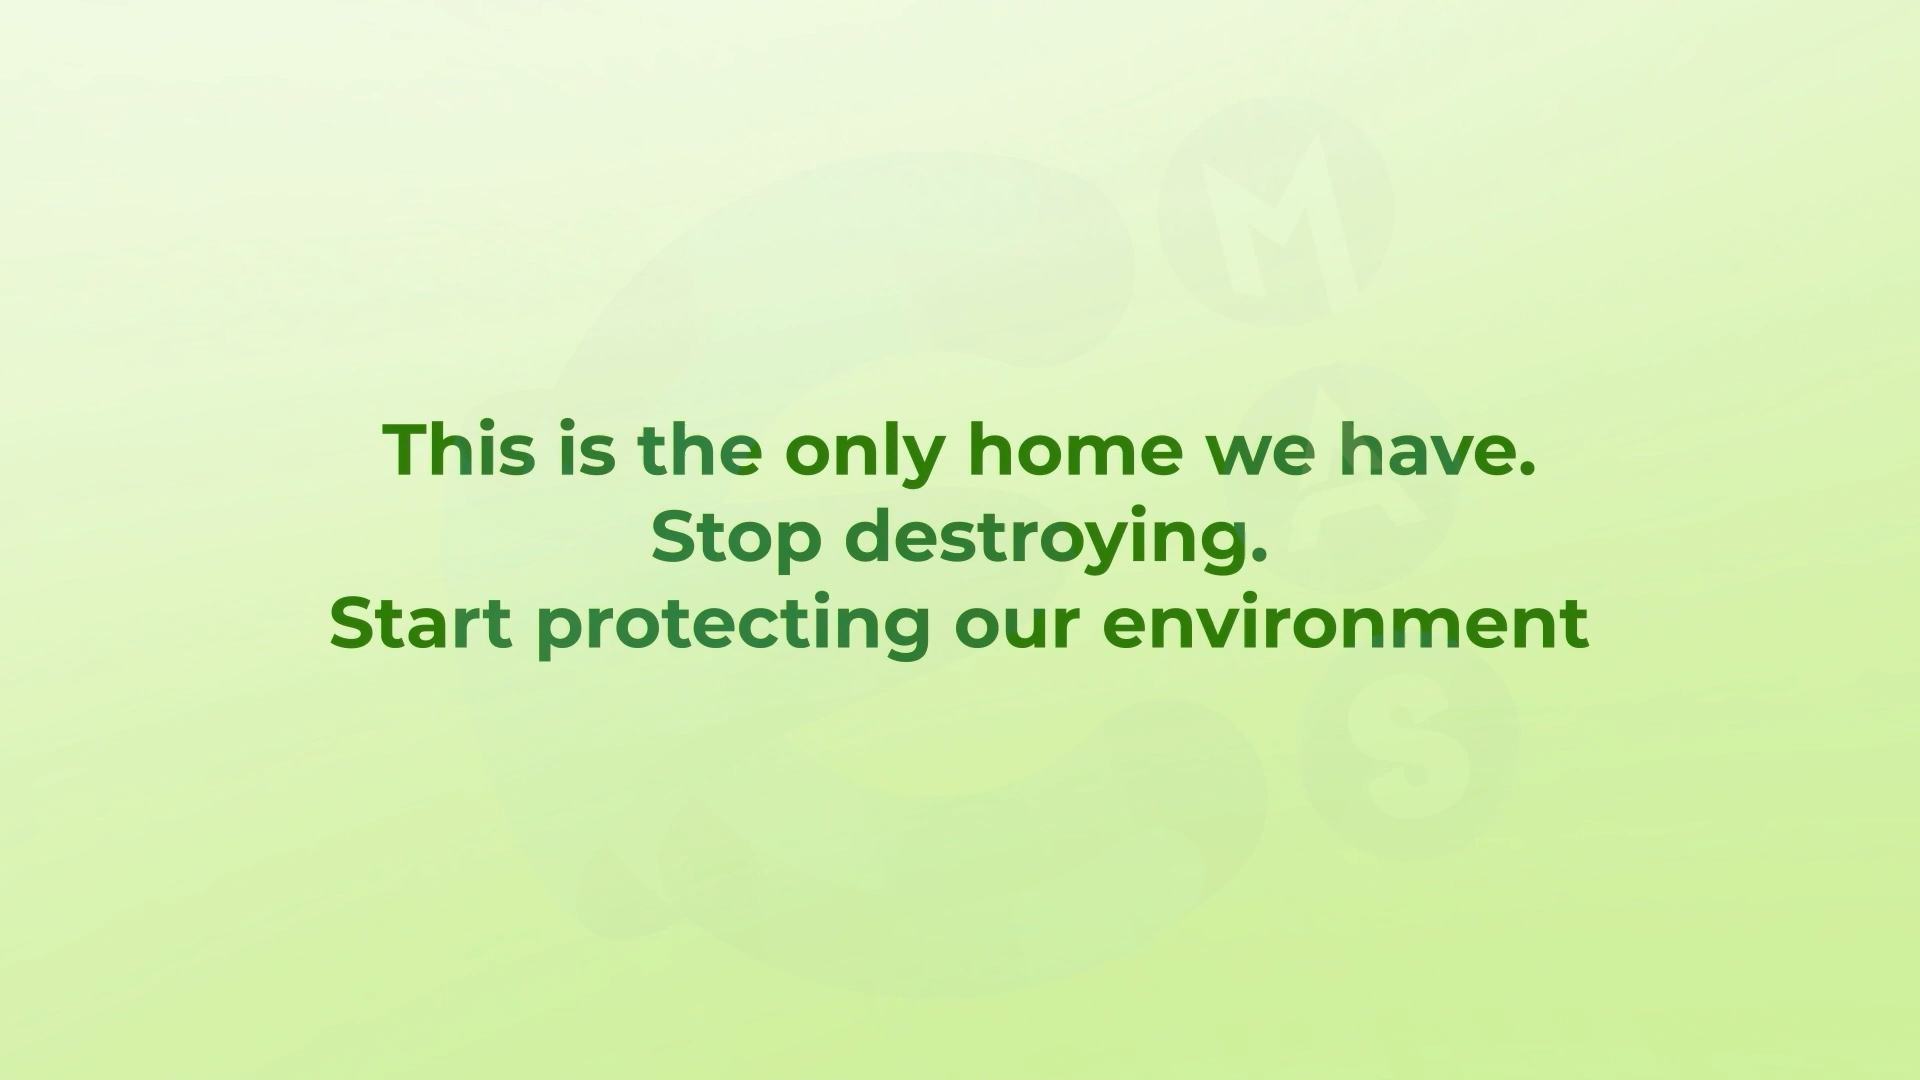 This is the only home we have.
Stop destroying.
Start protecting our environment
M
A
S